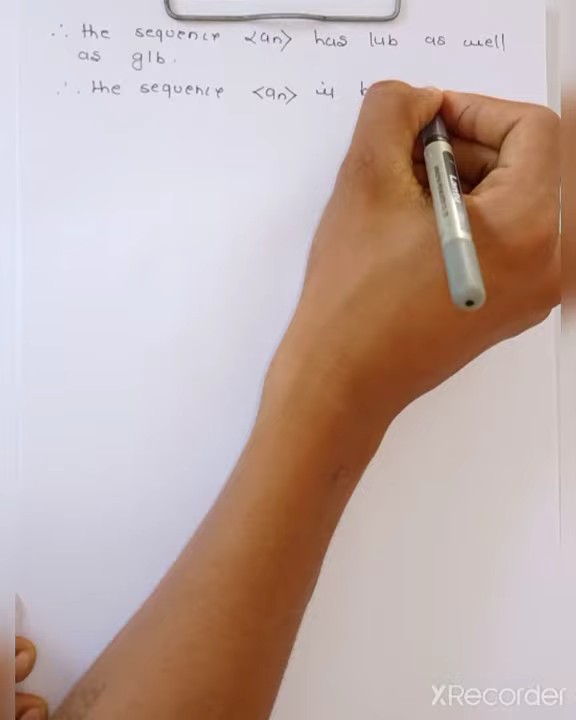 ∴ the sequence <an> has lub as well
as glb.
∴ the sequence <an> is b
XRecorder